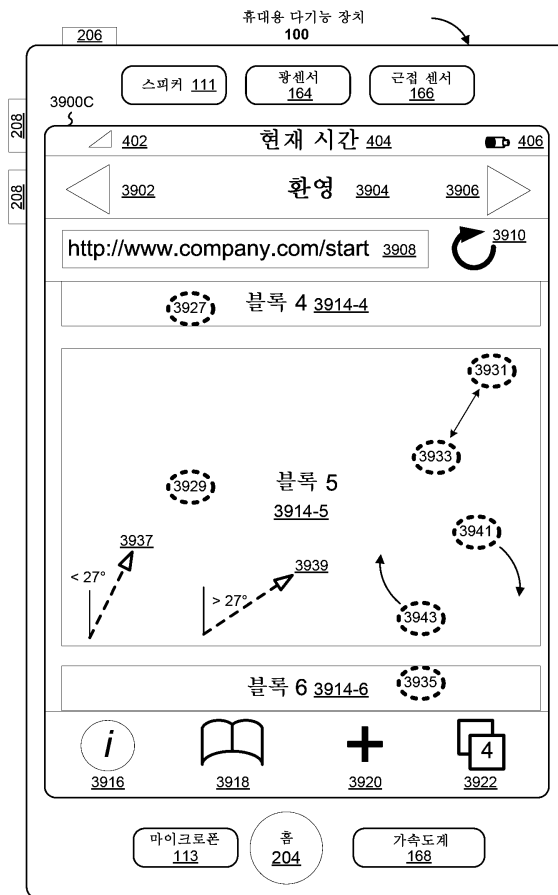 휴대용 다기능 장치
206
100
스피커 111
광센서
164
근접 센서
166
3900C
208
402
현재 시간 404
406
208
3902
환영 3904
3906
http://www.company.com/start 3908
3910
3927
블록 4 3914-4
3931
3933
3929
블록 5
3914-5
3941
3937
< 27°
3939
> 27°
3943
블록 6 3914-6
3935
i
4
3916
3918
3920
3922
마이크로폰
113
홈
204
가속도계
168